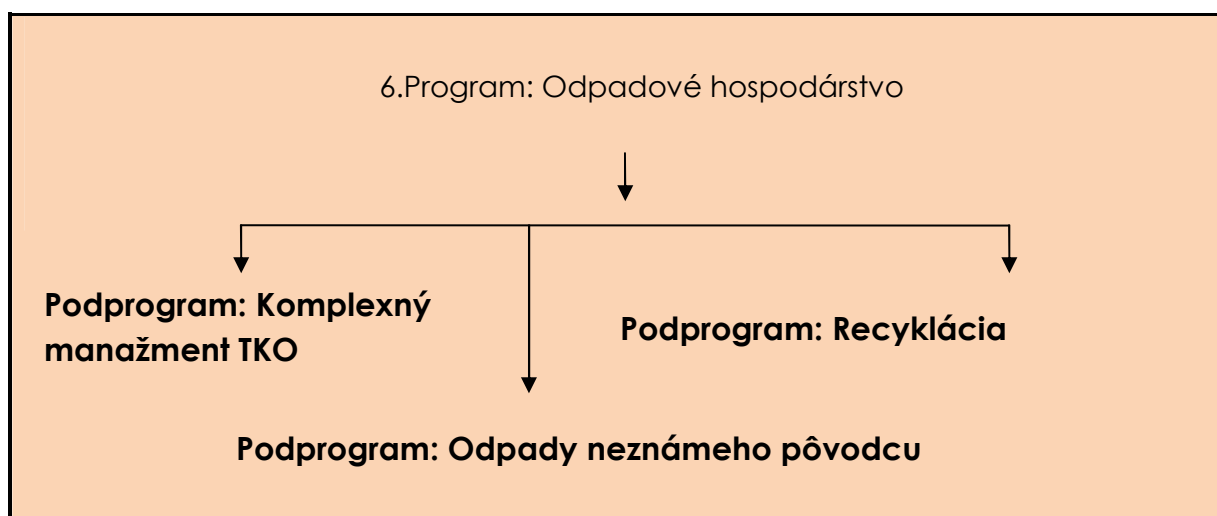 6.Program: Odpadové hospodárstvo
Podprogram: Komplexný
manažment TKO
Podprogram: Recyklácia
Podprogram: Odpady neznámeho pôvodcu